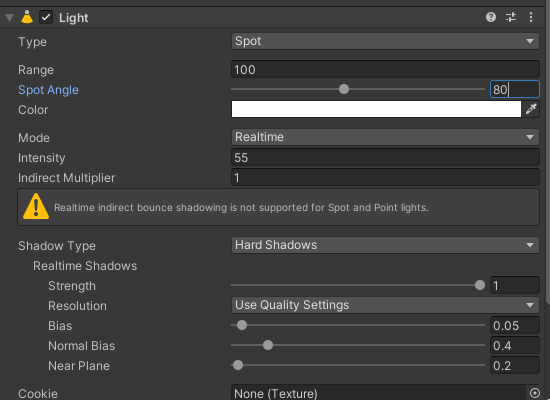 Light
Type Spot
Range 100
Spot Angle 80
Color
Mode Realtime
Intensity 55
Indirect Multiplier 1
Realtime indirect bounce shadowing is not supported for Spot and Point lights.
Shadow Type Hard Shadows
Realtime Shadows
Strength 1
Resolution Use Quality Settings
Bias 0.05
Normal Bias 0.4
Near Plane 0.2
Cookie None (Texture)